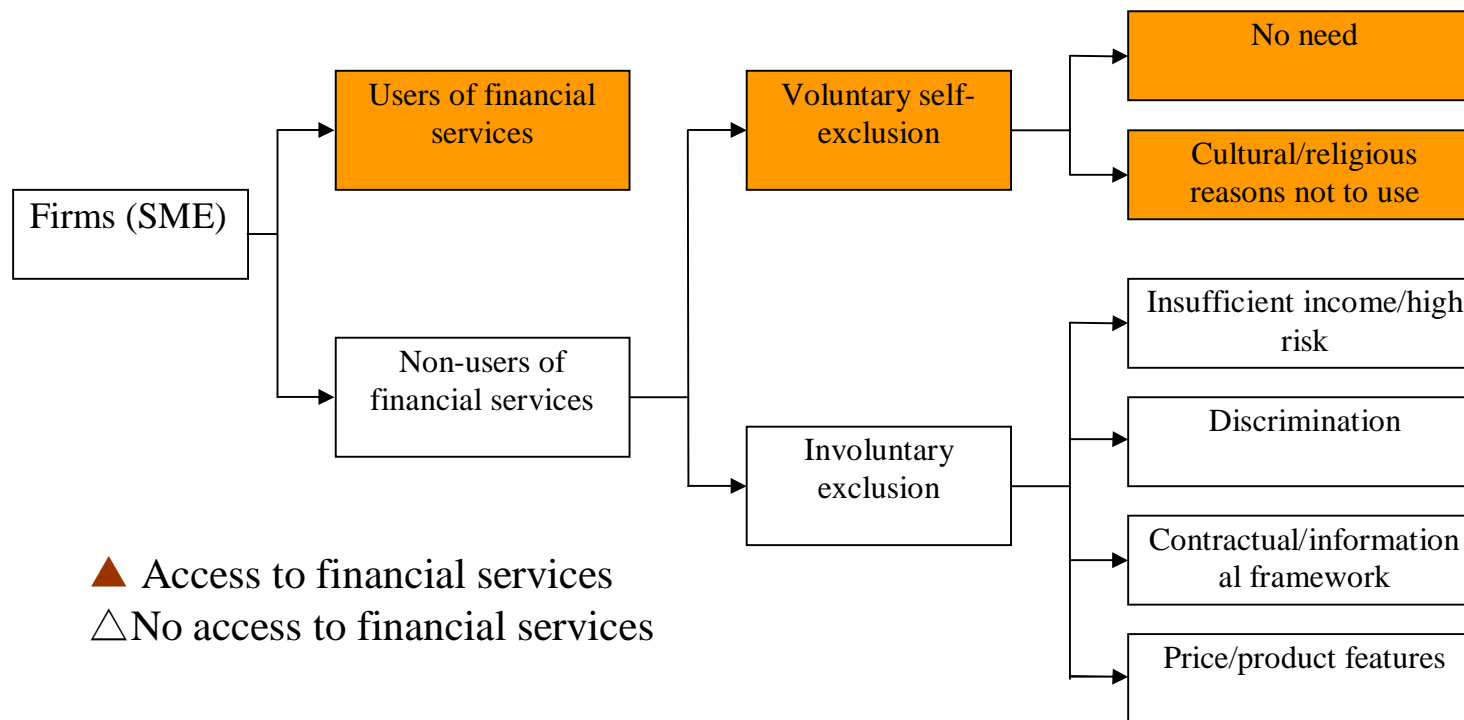 No need
Users of financial
services
Voluntary self-
exclusion
Cultural/religious
reasons not to use
Firms (SME)
Non-users of
financial services
Insufficient income/high
risk
Discrimination
Involuntary
exclusion
Contractual/information
al framework
Price/product features
Access to financial services
No access to financial services